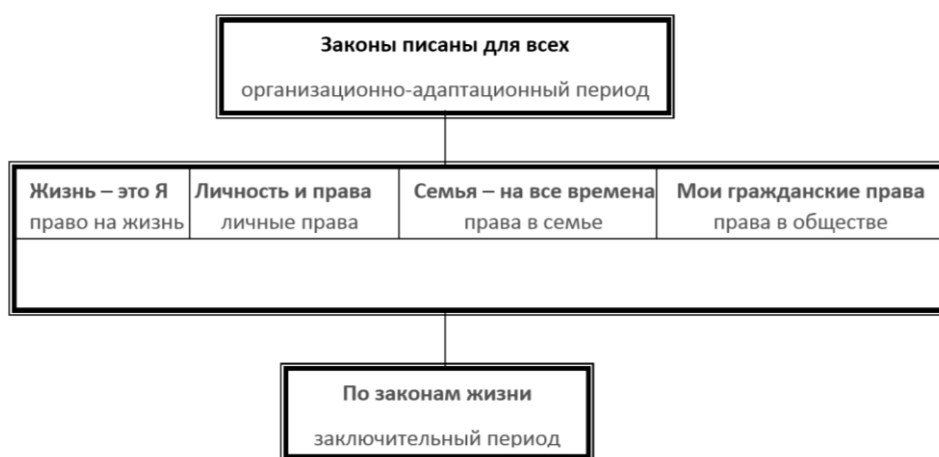 Законы писаны для всех
организационно-адаптационный период
Жизнь – это Я
право на жизнь
Личность и права
личные права
Семья – на все времена
права в семье
Мои гражданские права
права в обществе
По законам жизни
заключительный период